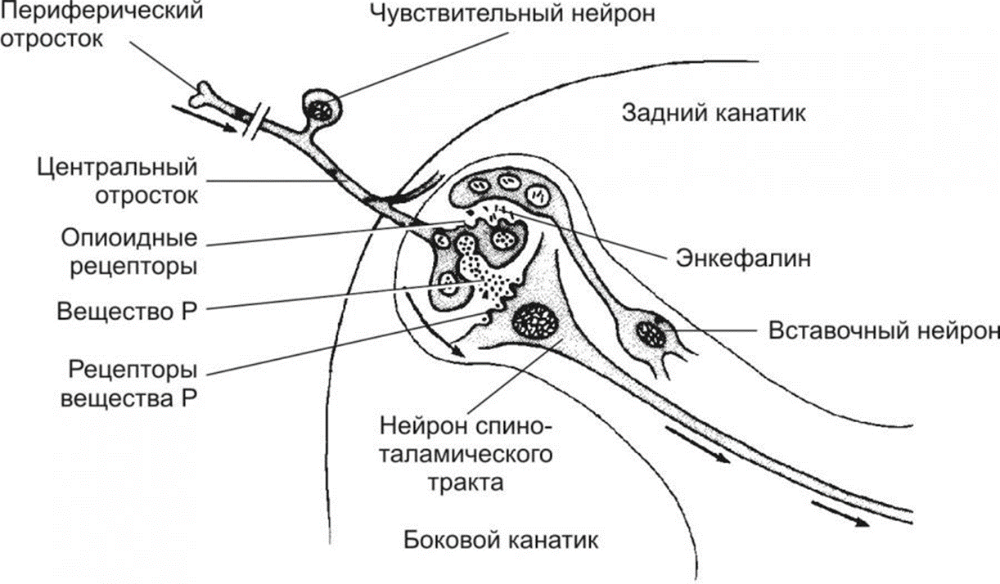 Периферический
отросток
Чувствительный нейрон
Задний канатик
Центральный
отросток
Опиоидные
рецепторы
Энкефалин
Вещество P
Вставочный нейрон
Рецепторы
вещества P
Нейрон спино-
таламического
тракта
Боковой канатик